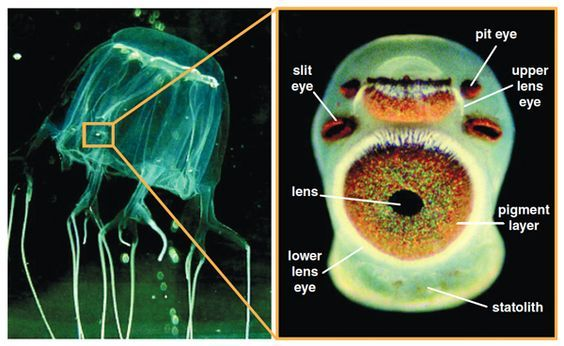 pit eye
slit
eye
upper
lens
eye
lens
pigment
layer
lower
lens
eye
statolith